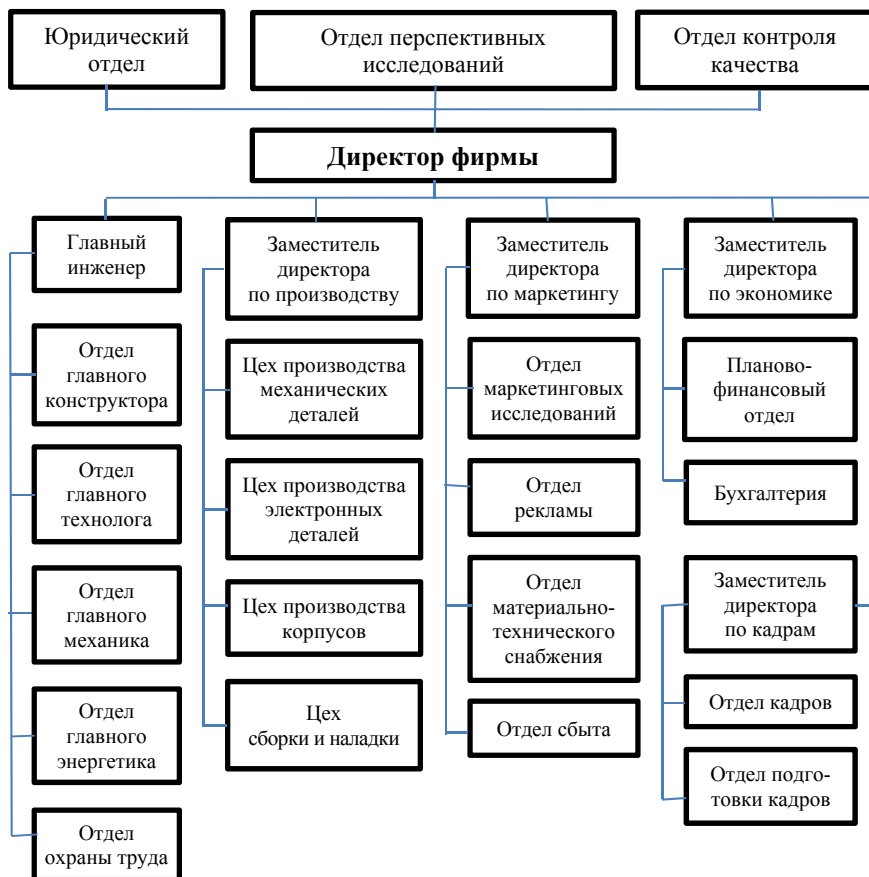 Юридический
отдел
Отдел перспективных
исследований
Отдел контроля
качества
Директор фирмы
Главный
инженер
Отдел
главного
конструктора
Отдел
главного
технолога
Отдел
главного
механика
Отдел
главного
энергетика
Отдел
охраны труда
Заместитель
директора
по производству
Цех производства
механических
деталей
Цех производства
электронных
деталей
Цех производства
корпусов
Цех
сборки и наладки
Заместитель
директора
по маркетингу
Отдел
маркетинговых
исследований
Отдел
рекламы
Отдел
материально-
технического
снабжения
Отдел сбыта
Заместитель
директора
по экономике
Планово-
финансовый
отдел
Бухгалтерия
Заместитель
директора
по кадрам
Отдел кадров
Отдел подго-
товки кадров